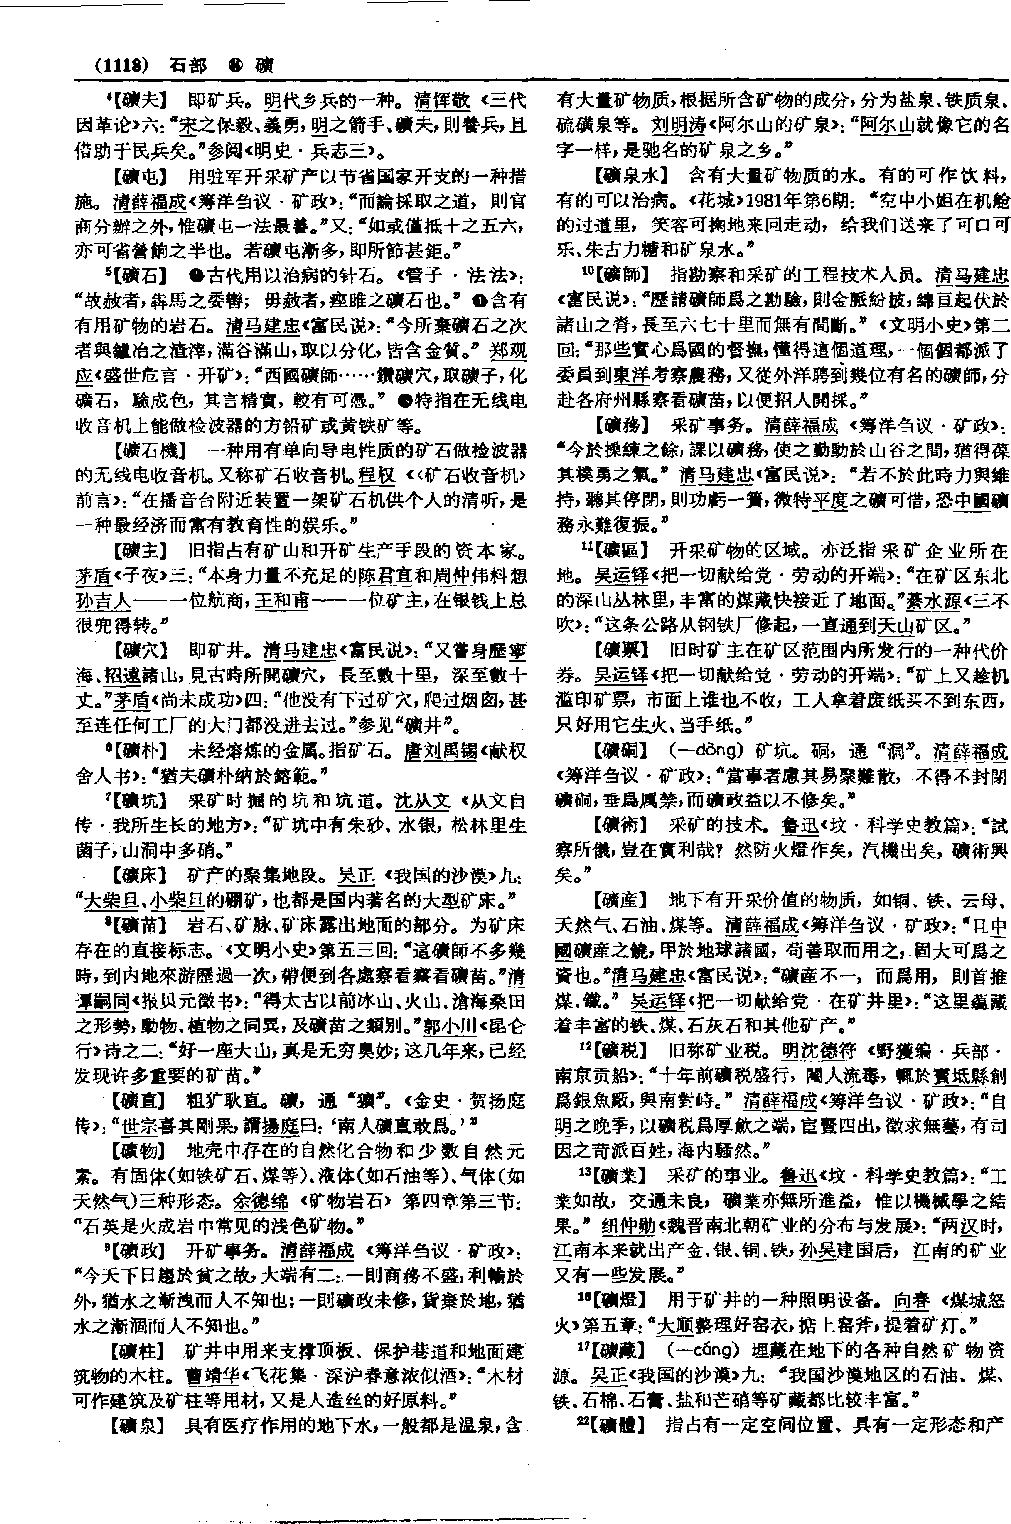 (1118) 石部 礦
⁴【礦夫】 即矿兵。明代乡兵的一种。清恽敬《三代
因革论》六：“宋之保毅、義勇，明之箭手、礦夫，則養兵，且
借助于民兵矣。”参阅《明史·兵志三》。
【礦屯】 用驻军开采矿产以节省国家开支的一种措
施。清薛福成《筹洋刍议·矿政》：“而論採取之道，則官
商分辦之外，惟礦屯一法最善。”又：“如或僅抵十之五六，
亦可省營餉之半也。若礦屯漸多，即所節甚鉅。”
⁵【礦石】 ❶古代用以治病的针石。《管子·法法》：
“故赦者，犇馬之委轡；毋赦者，痤雎之礦石也。”❷含有
有用矿物的岩石。清马建忠《富民说》：“今所棄礦石之次
者與鑪冶之渣滓，滿谷滿山，取以分化，皆含金質。”郑观
应《盛世危言·开矿》：“西國礦師……鑽礦穴，取礦子，化
礦石，驗成色，其言精實，較有可憑。”❸特指在无线电
收音机上能做检波器的方铅矿或黄铁矿等。
【礦石機】 一种用有单向导电性质的矿石做检波器
的无线电收音机。又称矿石收音机。程权《〈矿石收音机〉
前言》：“在播音台附近装置一架矿石机供个人的清听，是
一种最经济而富有教育性的娱乐。”
【礦主】 旧指占有矿山和开矿生产手段的资本家。
茅盾《子夜》三：“本身力量不充足的陈君宜和周仲伟料想
孙吉人——一位航商，王和甫——一位矿主，在银钱上总
很兜得转。”
【礦穴】 即矿井。清马建忠《富民说》：“又嘗身歷寧
海、招遠諸山，見古時所開礦穴，長至數十里，深至數十
丈。”茅盾《尚未成功》四：“他没有下过矿穴，爬过烟囱，甚
至连任何工厂的大门都没进去过。”参见“礦井”。
⁶【礦朴】 未经熔炼的金属。指矿石。唐刘禹锡《献权
舍人书》：“猶夫礦朴納於鎔範。”
⁷【礦坑】 采矿时掘的坑和坑道。沈从文《从文自
传·我所生长的地方》：“矿坑中有朱砂、水银，松林里生
菌子，山洞中多硝。”
【礦床】 矿产的聚集地段。吴正《我国的沙漠》九：
“大柴旦、小柴旦的硼矿，也都是国内著名的大型矿床。”
⁹【礦苗】 岩石、矿脉、矿床露出地面的部分。为矿床
存在的直接标志。《文明小史》第五三回：“這礦師不多幾
時，到内地來游歷過一次，帶便到各處察看察看礦苗。”清
譚嗣同《报贝元徵书》：“得太古以前冰山、火山、滄海桑田
之形勢，動物、植物之同異，及礦苗之類別。”郭小川《昆仑
行》诗之二：“好一座大山，真是无穷奥妙；这几年来，已经
发现许多重要的矿苗。”
【礦直】 粗犷耿直。礦，通“獷”。《金史·贺扬庭
传》：“世宗喜其剛果，謂揚庭曰：‘南人礦直敢爲。’”
【礦物】 地壳中存在的自然化合物和少数自然元
素。有固体（如铁矿石、煤等）、液体（如石油等）、气体（如
天然气）三种形态。余德绵《矿物岩石》第四章第三节：
“石英是火成岩中常见的浅色矿物。”
⁹【礦政】 开矿事务。清薛福成《筹洋刍议·矿政》：
“今天下日趨於貧之故，大端有二：一則商務不盛，利輸於
外，猶水之漸洩而人不知也；一則礦政未修，貨棄於地，猶
水之漸涸而人不知也。”
【礦柱】 矿井中用来支撑顶板、保护巷道和地面建
筑物的木柱。曹靖华《飞花集·深沪春意浓似酒》：“木材
可作建筑及矿柱等用材，又是人造丝的好原料。”
【礦泉】 具有医疗作用的地下水，一般都是温泉，含
有大量矿物质，根据所含矿物的成分，分为盐泉、铁质泉、
硫磺泉等。刘明涛《阿尔山的矿泉》：“阿尔山就像它的名
字一样，是驰名的矿泉之乡。”
【礦泉水】 含有大量矿物质的水。有的可作饮料，
有的可以治病。《花城》1981年第6期：“空中小姐在机舱
的过道里，笑容可掬地来回走动，给我们送来了可口可
乐、朱古力糖和矿泉水。”
¹⁰【礦師】 指勘察和采矿的工程技术人员。清马建忠
《富民说》：“歷諸礦師爲之勘驗，則金脈紛披，綿亘起伏於
諸山之脊，長至六七十里而無有間斷。”《文明小史》第二
回：“那些實心爲國的督撫，懂得這個道理，一個個都派了
委員到東洋考察農務，又從外洋聘到幾位有名的礦師，分
赴各府州縣察看礦苗，以便招人開採。”
【礦務】 采矿事务。清薛福成《筹洋刍议·矿政》：
“今於操練之餘，課以礦務，使之勤動於山谷之間，猶得葆
其樸勇之氣。”清马建忠《富民说》：“若不於此時力與維
持，聽其停閉，則功虧一簣，微特平度之礦可惜，恐中國礦
務永難復振。”
¹¹【礦區】 开采矿物的区域。亦泛指采矿企业所在
地。吴运铎《把一切献给党·劳动的开端》：“在矿区东北
的深山丛林里，丰富的煤藏快接近了地面。”綦水源《三不
吹》：“这条公路从钢铁厂修起，一直通到天山矿区。”
【礦票】 旧时矿主在矿区范围内所发行的一种代价
券。吴运铎《把一切献给党·劳动的开端》：“矿上又趁机
滥印矿票，市面上谁也不收，工人拿着废纸买不到东西，
只好用它生火、当手纸。”
【礦硐】 （—dòng）矿坑。硐，通“洞”。清薛福成
《筹洋刍议·矿政》：“當事者慮其易聚難散，不得不封閉
礦硐，垂爲厲禁，而礦政益以不修矣。”
【礦術】 采矿的技术。鲁迅《坟·科学史教篇》：“試
察所儀，豈在實利哉？然防火燈作矣，汽機出矣，礦術興
矣。”
【礦産】 地下有开采价值的物质，如铜、铁、云母、
天然气、石油、煤等。清薛福成《筹洋刍议·矿政》：“且中
國礦産之饒，甲於地球諸國，苟善取而用之，固大可爲之
資也。”清马建忠《富民说》：“礦産不一，而爲用，則首推
煤、鐵。”吴运铎《把一切献给党·在矿井里》：“这里蕴藏
着丰富的铁、煤、石灰石和其他矿产。”
¹²【礦税】 旧称矿业税。明沈德符《野獲编·兵部·
南京贡船》：“十年前礦税盛行，閹人流毒，輒於寶坻縣創
爲銀魚廠，與南對峙。”清薛福成《筹洋刍议·矿政》：“自
明之晚季，以礦税爲厚斂之端，宦豎四出，徵求無藝，有司
因之苛派百姓，海内騷然。”
¹³【礦業】 采矿的事业。鲁迅《坟·科学史教篇》：“工
業如故，交通未良，礦業亦無所進益，惟以機械學之結
果。”纽仲勋《魏晋南北朝矿业的分布与发展》：“两汉时，
江南本来就出产金、银、铜、铁，孙吴建国后，江南的矿业
又有一些发展。”
¹⁶【礦燈】 用于矿井的一种照明设备。向春《煤城怒
火》第五章：“大顺整理好窑衣，掂上窑斧，提着矿灯。”
¹⁷【礦藏】 （—cáng）埋藏在地下的各种自然矿物资
源。吴正《我国的沙漠》九：“我国沙漠地区的石油、煤、
铁、石棉、石膏、盐和芒硝等矿藏都比较丰富。”
²²【礦體】 指占有一定空间位置、具有一定形态和产